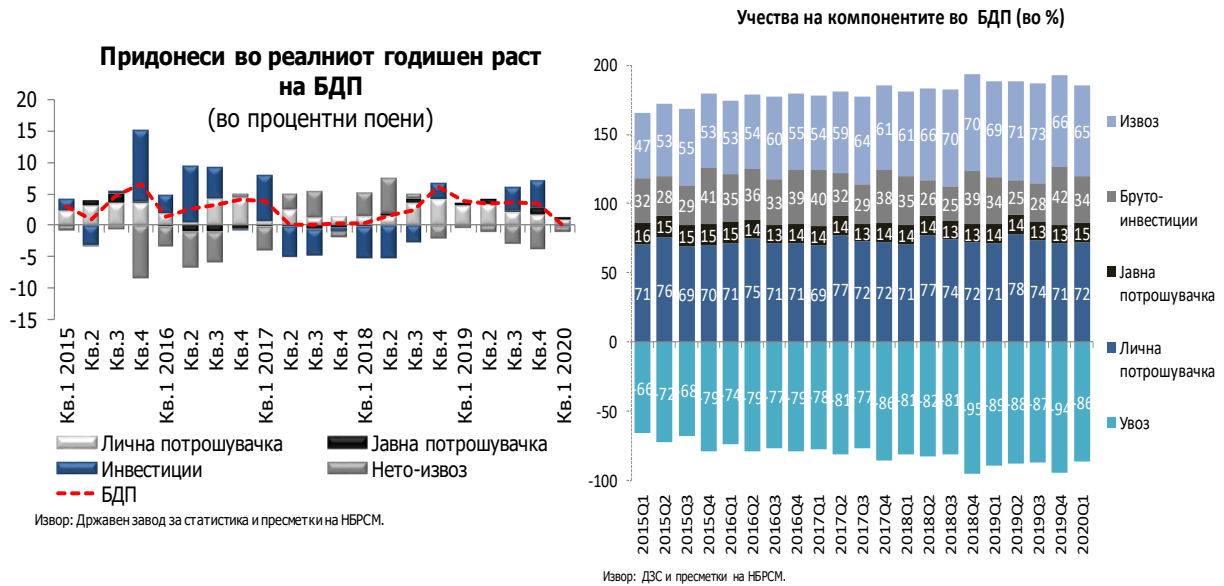 Придонеси во реалниот годишен раст
на БДП
(во процентни поени)
20
15
10
5
0
-5
-10
-15
Кв.1 2015
Кв.2
Кв.3
Кв.4
Кв.1 2016
Кв.2
Кв.3
Кв.4
Кв.1 2017
Кв.2
Кв.3
Кв.4
Кв.1 2018
Кв.2
Кв.3
Кв.4
Кв.1 2019
Кв.2
Кв.3
Кв.4
Кв.1 2020
Лична потрошувачка
Јавна потрошувачка
Инвестиции
Нето-извоз
БДП
Извор: Државен завод за статистика и пресметки на НБРСМ.
Учества на компонентите во БДП (во %)
200
150
100
50
0
-50
-100
47 53 55 53 53 54 60 55 54 59 64 61 61 66 70 70 69 71 73 66 65
32 28 29 41 35 36 33 39 40 32 29 38 35 26 25 39 34 25 28 42 34
16 15 15 15 15 14 13 14 14 14 13 14 14 14 13 13 14 14 13 13 15
71 76 69 70 71 75 71 71 69 77 72 72 71 77 74 72 71 78 74 71 72
-66 -72 -68 -79 -74 -79 -77 -79 -78 -81 -77 -86 -81 -82 -81 -95 -89 -88 -87 -94 -86
2015Q1
2015Q2
2015Q3
2015Q4
2016Q1
2016Q2
2016Q3
2016Q4
2017Q1
2017Q2
2017Q3
2017Q4
2018Q1
2018Q2
2018Q3
2018Q4
2019Q1
2019Q2
2019Q3
2019Q4
2020Q1
Извоз
Бруто-
инвестиции
Јавна
потрошувачка
Лична
потрошувачка
Увоз
Извор: ДЗС и пресметки на НБРСМ.